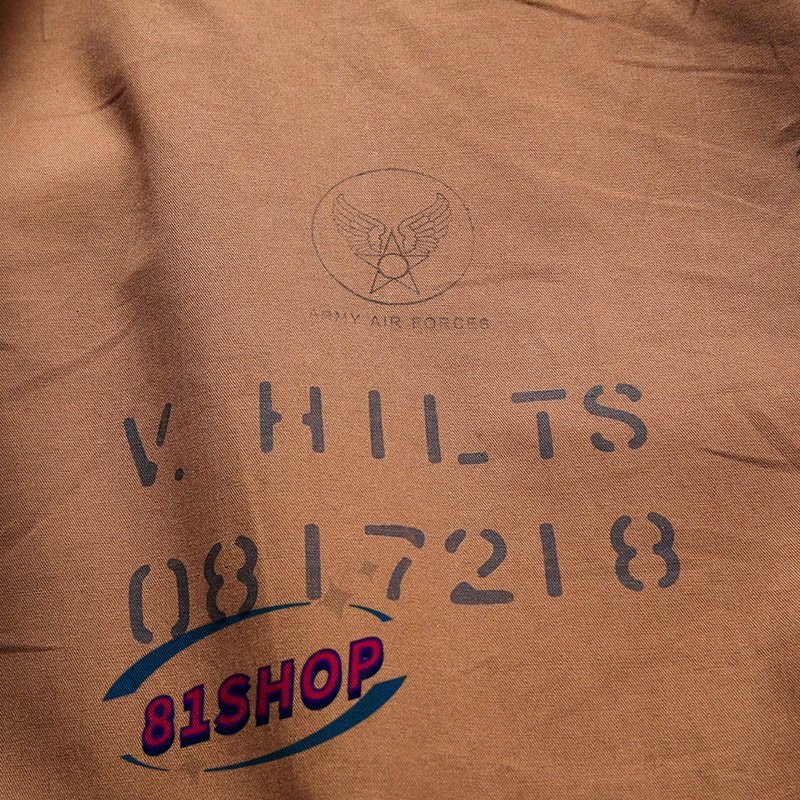 ARMY AIR FORCES
V. HILTS
0817218
81SHOP